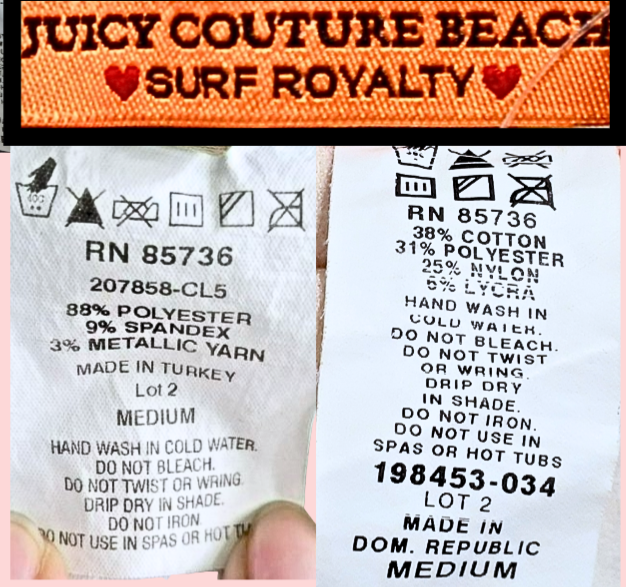 JUICY COUTURE BEACH
SURF ROYALTY
RN 85736
207858-CL5
88% POLYESTER
9% SPANDEX
3% METALLIC YARN
MADE IN TURKEY
Lot 2
MEDIUM
HAND WASH IN COLD WATER.
DO NOT BLEACH.
DO NOT TWIST OR WRING.
DRIP DRY IN SHADE.
DO NOT IRON.
DO NOT USE IN SPAS OR HOT
RN 85736
38% COTTON
31% POLYESTER
25% NYLON
6% LYCRA
HAND WASH IN
COLD WATER.
DO NOT BLEACH.
DO NOT TWIST
OR WRING.
DRIP DRY
IN SHADE.
DO NOT IRON.
DO NOT USE IN
SPAS OR HOT TUBS
198453-034
LOT 2
MADE IN
DOM. REPUBLIC
MEDIUM